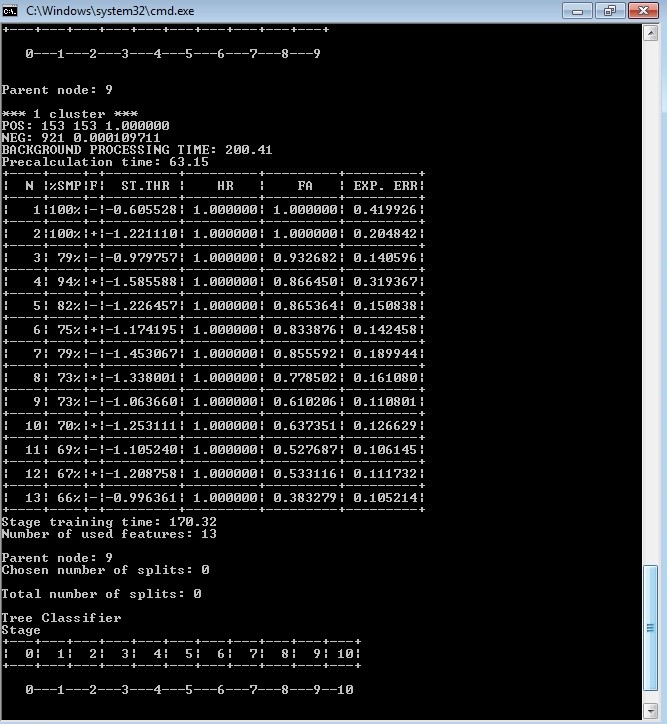 C:\Windows\system32\cmd.exe
+---+---+---+---+---+---+---+---+---+---+
0---1---2---3---4---5---6---7---8---9
Parent node: 9
*** 1 cluster ***
POS: 153 153 1.000000
NEG: 921 0.000109711
BACKGROUND PROCESSING TIME: 200.41
Precalculation time: 63.15
+----+----+-+---------+---------+---------+---------+
|  N |%SMP|F|  ST.THR |    HR   |    FA   | EXP. ERR|
+----+----+-+---------+---------+---------+---------+
|   1|100%|-|-0.605528| 1.000000| 1.000000| 0.419926|
+----+----+-+---------+---------+---------+---------+
|   2|100%|+|-1.221110| 1.000000| 1.000000| 0.204842|
+----+----+-+---------+---------+---------+---------+
|   3| 79%|-|-0.979757| 1.000000| 0.932682| 0.140596|
+----+----+-+---------+---------+---------+---------+
|   4| 94%|+|-1.585588| 1.000000| 0.866450| 0.319367|
+----+----+-+---------+---------+---------+---------+
|   5| 82%|-|-1.226457| 1.000000| 0.865364| 0.150838|
+----+----+-+---------+---------+---------+---------+
|   6| 75%|+|-1.174195| 1.000000| 0.833876| 0.142458|
+----+----+-+---------+---------+---------+---------+
|   7| 79%|-|-1.453067| 1.000000| 0.855592| 0.189944|
+----+----+-+---------+---------+---------+---------+
|   8| 73%|+|-1.338001| 1.000000| 0.778502| 0.161080|
+----+----+-+---------+---------+---------+---------+
|   9| 73%|-|-1.063660| 1.000000| 0.610206| 0.110801|
+----+----+-+---------+---------+---------+---------+
|  10| 70%|+|-1.253111| 1.000000| 0.637351| 0.126629|
+----+----+-+---------+---------+---------+---------+
|  11| 69%|-|-1.105240| 1.000000| 0.527687| 0.106145|
+----+----+-+---------+---------+---------+---------+
|  12| 67%|+|-1.208758| 1.000000| 0.533116| 0.111732|
+----+----+-+---------+---------+---------+---------+
|  13| 66%|-|-0.996361| 1.000000| 0.383279| 0.105214|
+----+----+-+---------+---------+---------+---------+
Stage training time: 170.32
Number of used features: 13
Parent node: 9
Chosen number of splits: 0
Total number of splits: 0
Tree Classifier
Stage
+---+---+---+---+---+---+---+---+---+---+---+
|  0|  1|  2|  3|  4|  5|  6|  7|  8|  9| 10|
+---+---+---+---+---+---+---+---+---+---+---+
0---1---2---3---4---5---6---7---8---9--10